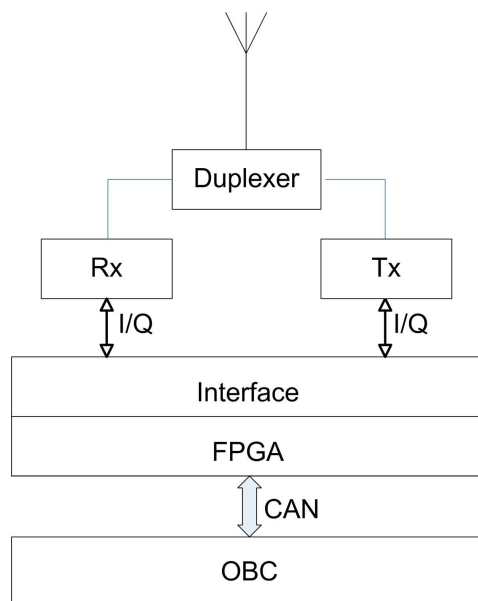 Duplexer
Rx
Tx
I/Q
I/Q
Interface
FPGA
CAN
OBC